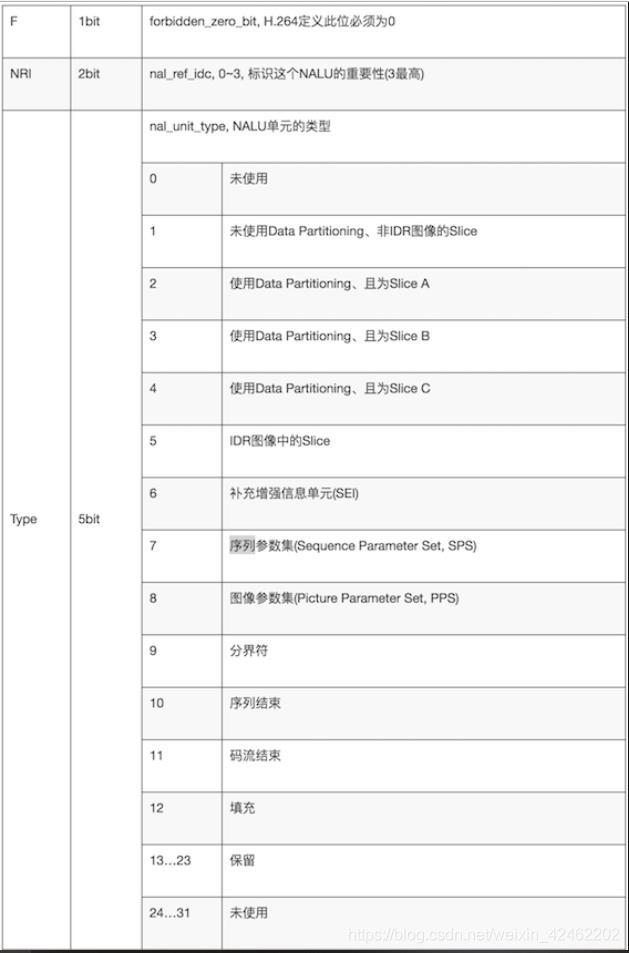 F 1bit forbidden_zero_bit, H.264定义此位必须为0
NRI 2bit nal_ref_idc, 0~3, 标识这个NALU的重要性(3最高)
nal_unit_type, NALU单元的类型
0 未使用
1 未使用Data Partitioning、非IDR图像的Slice
2 使用Data Partitioning、且为Slice A
3 使用Data Partitioning、且为Slice B
4 使用Data Partitioning、且为Slice C
5 IDR图像中的Slice
6 补充增强信息单元(SEI)
Type 5bit
7 序列参数集(Sequence Parameter Set, SPS)
8 图像参数集(Picture Parameter Set, PPS)
9 分界符
10 序列结束
11 码流结束
12 填充
13…23 保留
24…31 未使用
https://blog.csdn.net/weixin_42462202